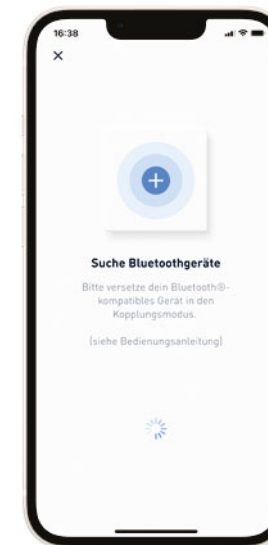 16:38
Suche Bluetoothgeräte
Bitte versetze dein Bluetooth®-
kompatibles Gerät in den
Kopplungsmodus.
(siehe Bedienungsanleitung)